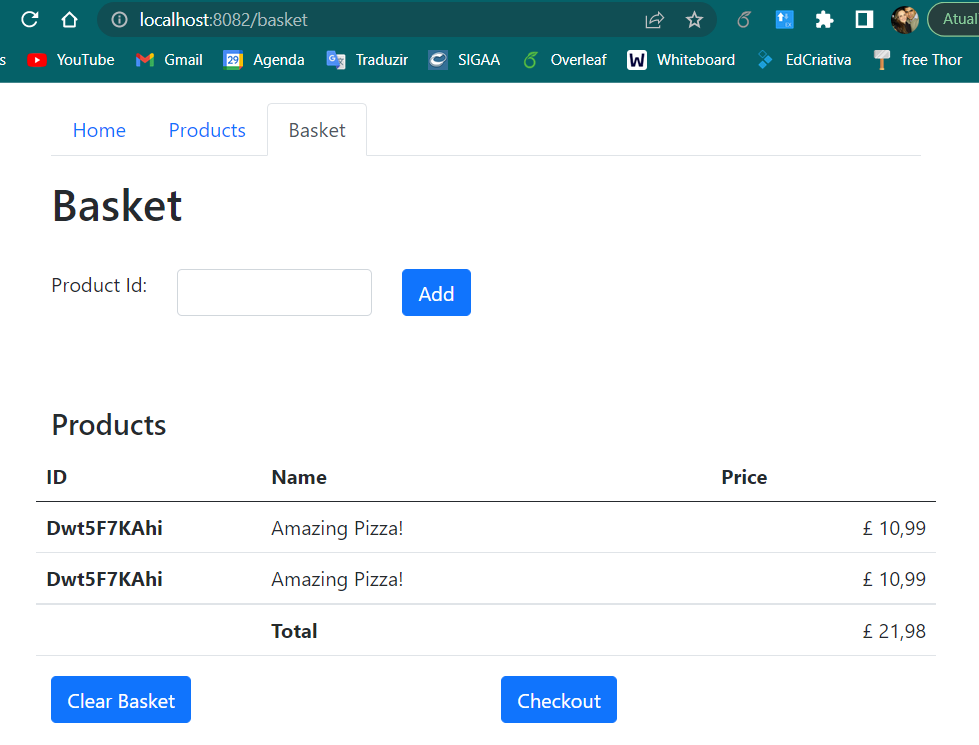 localhost:8082/basket
Atual
s YouTube Gmail 29 Agenda Traduzir SIGAA Overleaf W Whiteboard EdCriativa free Thor
Home Products Basket
Basket
Product Id: Add
Products
ID Name Price
Dwt5F7KAhi Amazing Pizza! £ 10,99
Dwt5F7KAhi Amazing Pizza! £ 10,99
Total £ 21,98
Clear Basket Checkout